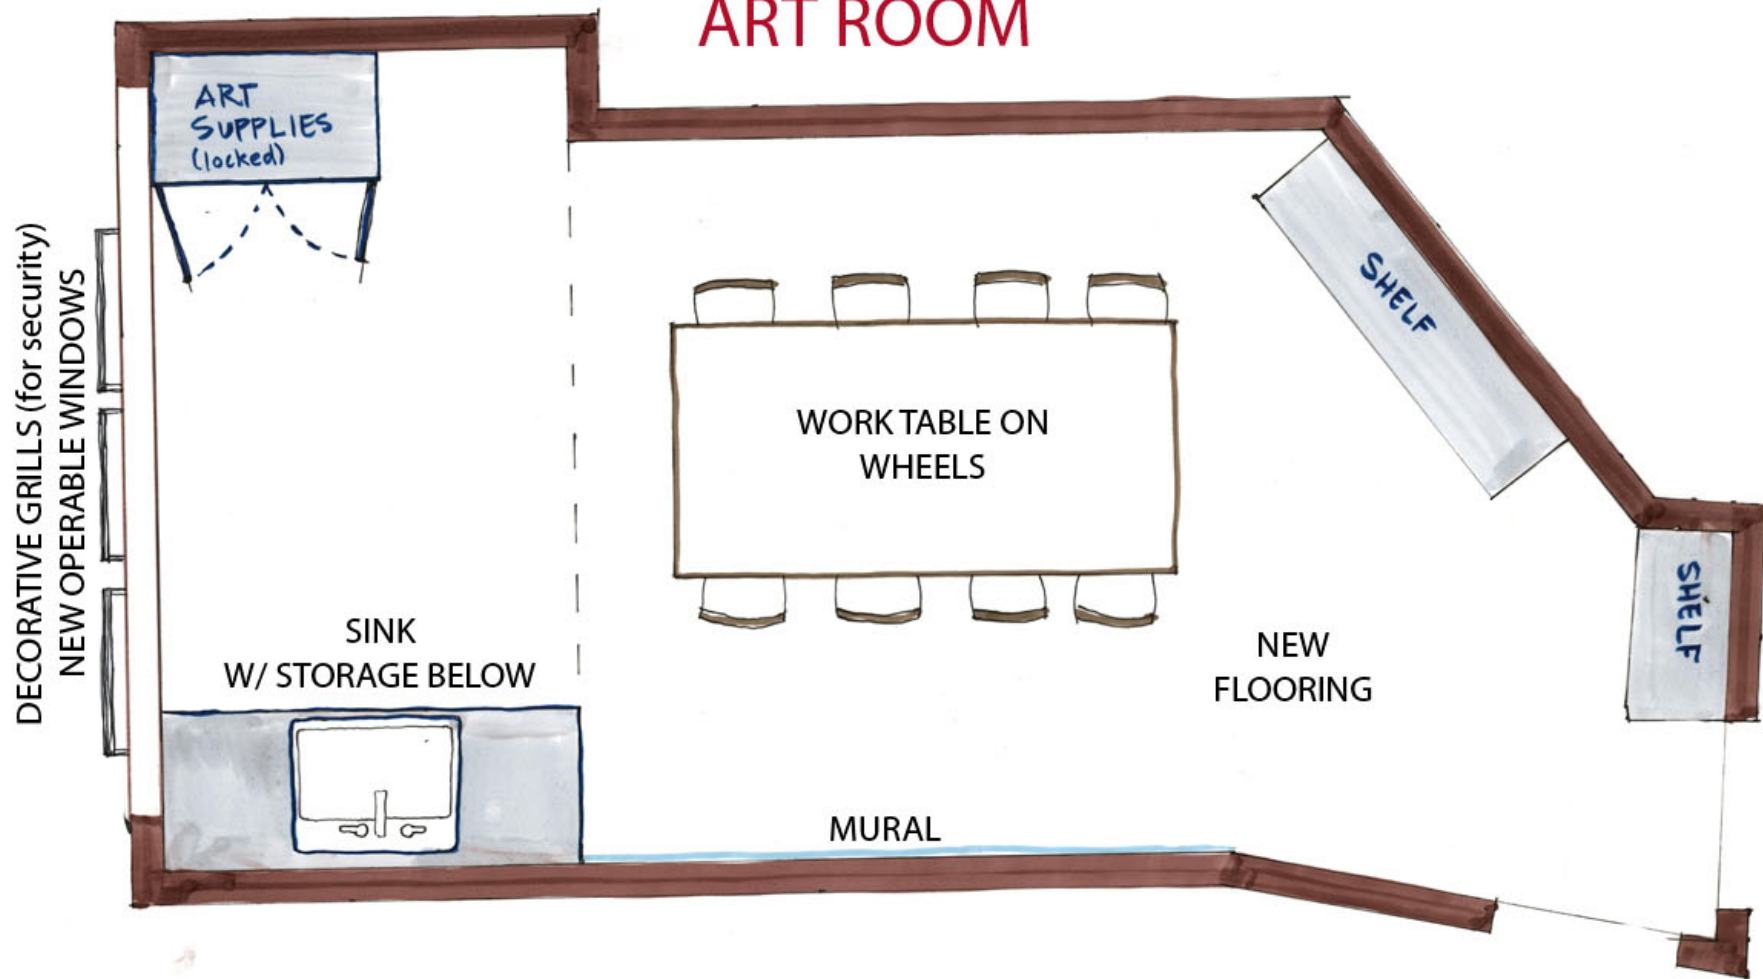 ART ROOM
ART
SUPPLIES
(locked)
SHELF
DECORATIVE GRILLS (for security)
NEW OPERABLE WINDOWS
WORK TABLE ON
WHEELS
SHELF
SINK
W/ STORAGE BELOW
NEW
FLOORING
MURAL